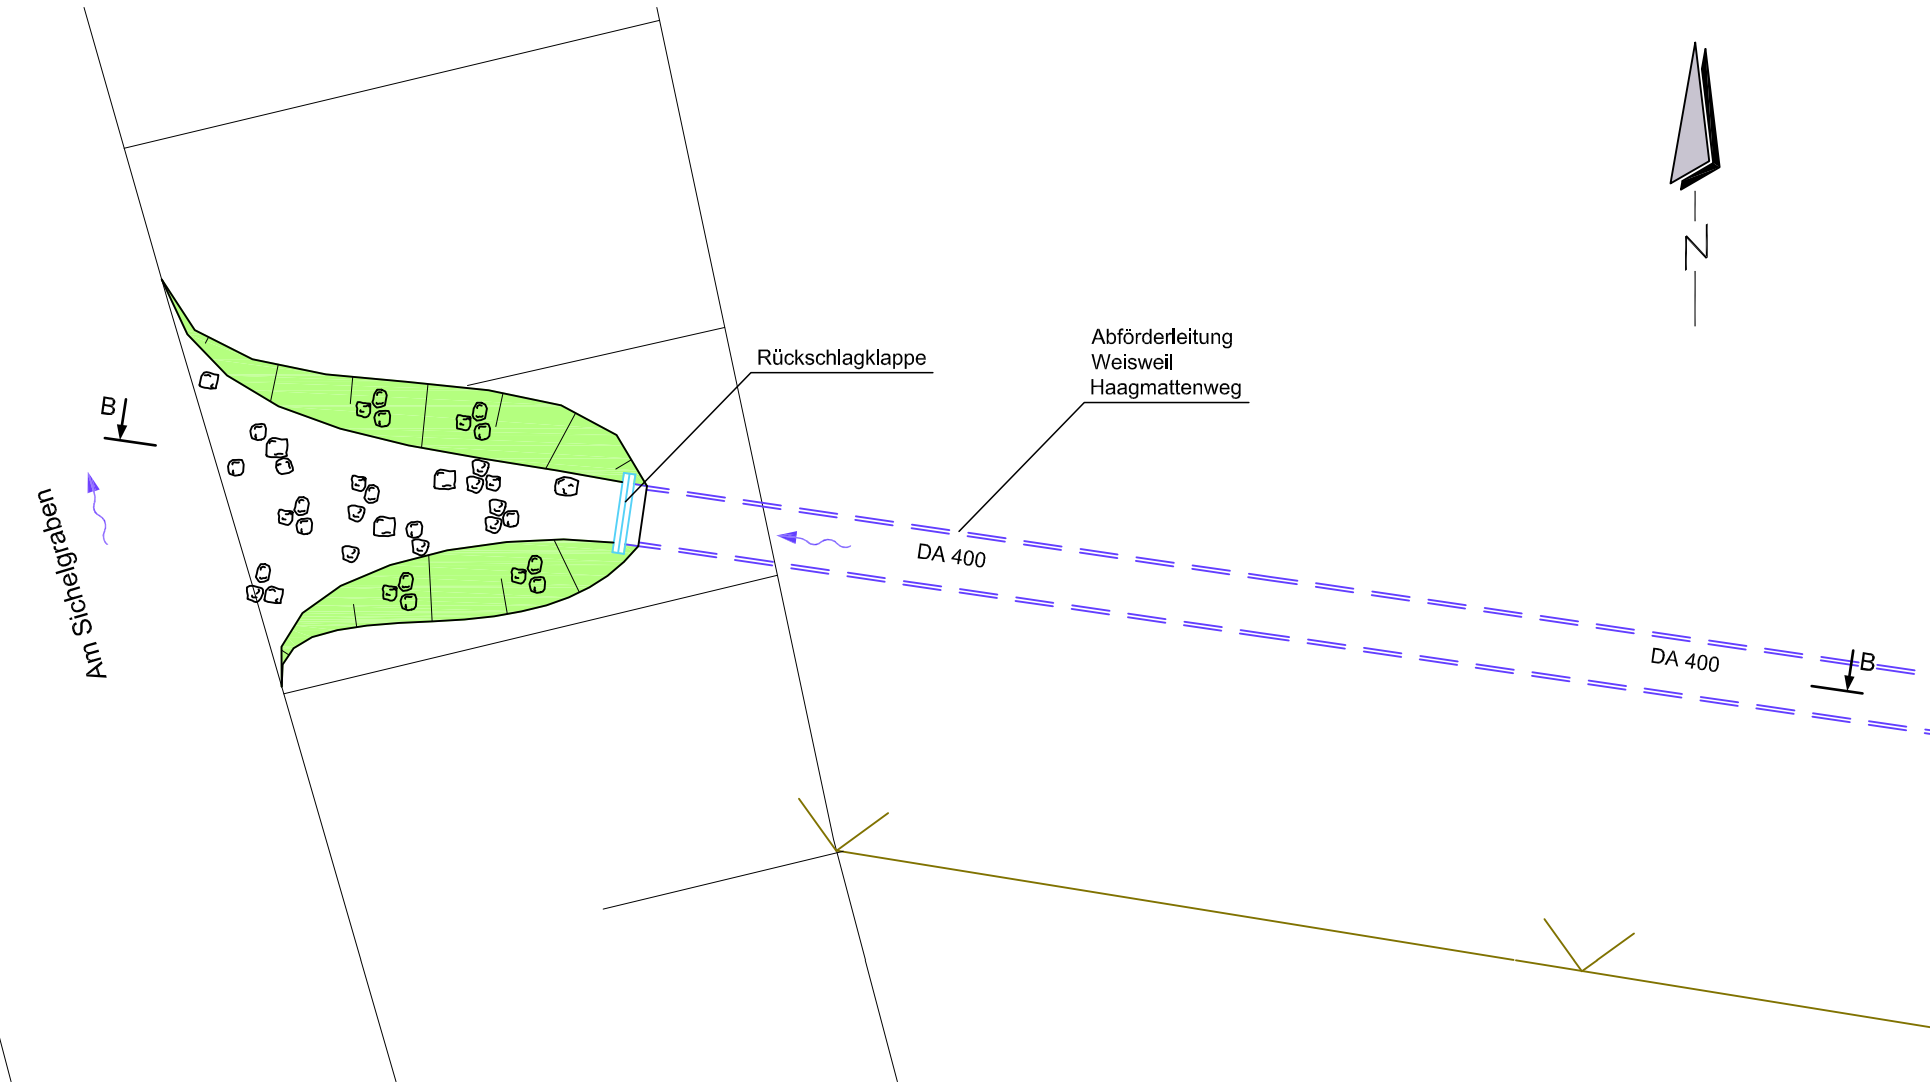 N
Rückschlagklappe
Abförderleitung
Weisweil
Haagmattenweg
B
Am Sichelgraben
DA 400
DA 400
B